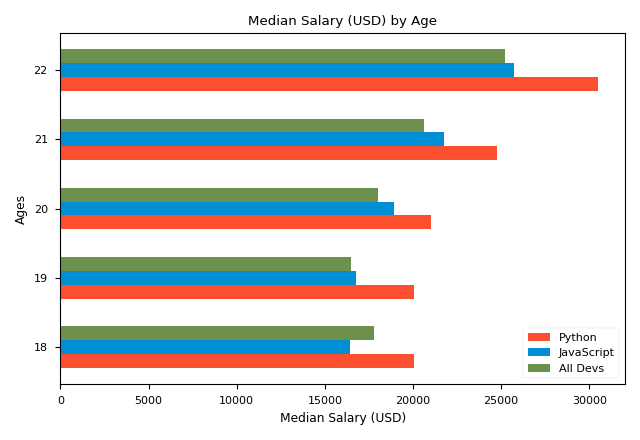 Median Salary (USD) by Age
Ages
22
21
20
19
18
0 5000 10000 15000 20000 25000 30000
Median Salary (USD)
Python
JavaScript
All Devs